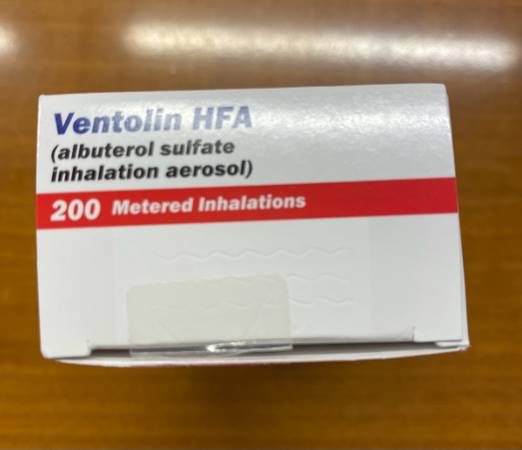 Ventolin HFA
(albuterol sulfate
inhalation aerosol)
200 Metered Inhalations